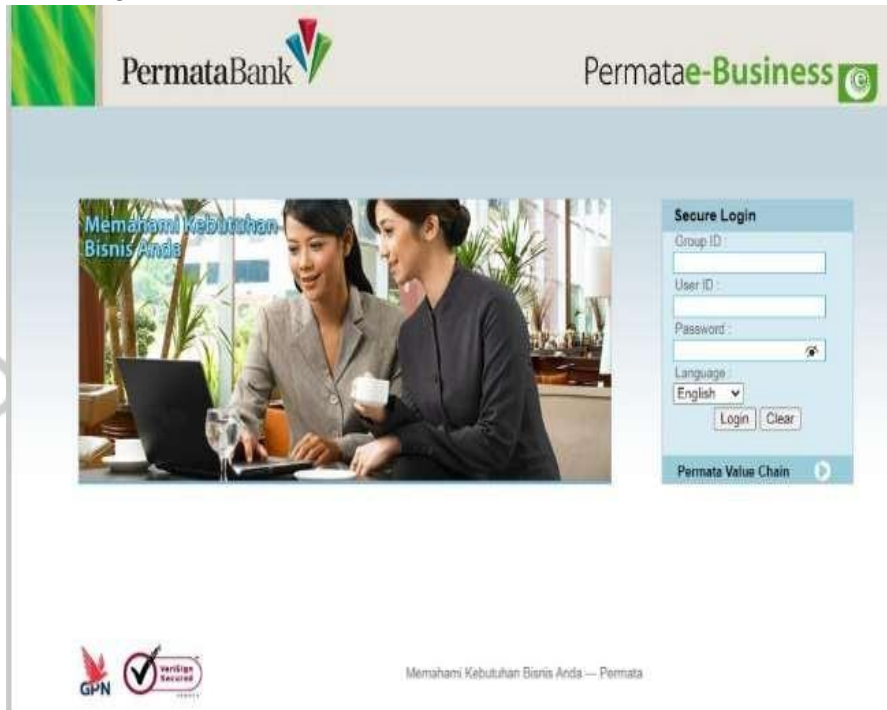 PermataBank
Permatae-Business
Memahami Kebutuhan
Bisnis Anda
Secure Login
Group ID :
User ID :
Password :
Language :
English
Login Clear
Permata Value Chain
GPN
VeriSign
Secured
Memahami Kebutuhan Bisnis Anda — Permata